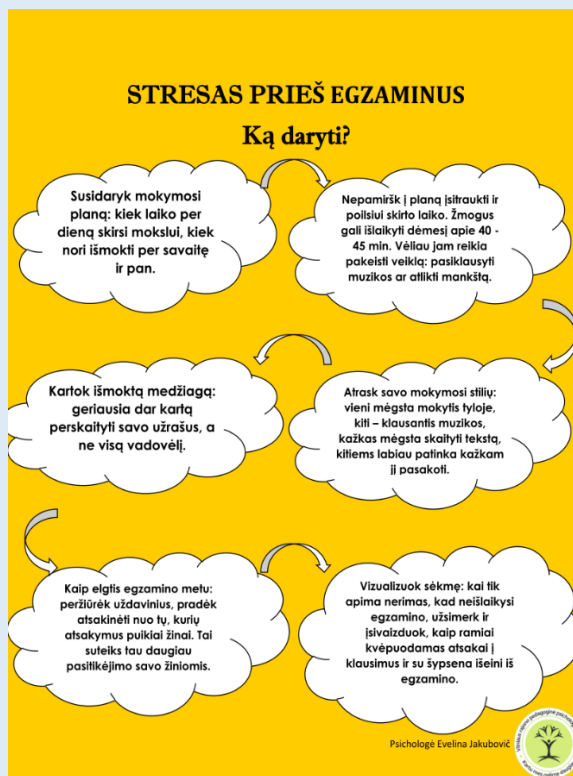 STRESAS PRIEŠ EGZAMINUS
Ką daryti?
Susidaryk mokymosi
planą: kiek laiko per
dieną skirsi mokslui, kiek
nori išmokti per savaitę
ir pan.
Nepamiršk į planą įsitraukti ir
poilsiui skirto laiko. Žmogus
gali išlaikyti dėmesį apie 40 -
45 min. Vėliau jam reikia
pakeisti veiklą: pasiklausyti
muzikos ar atlikti mankštą.
Atrask savo mokymosi stilių:
vieni mėgsta mokytis tyloje,
kiti – klausantis muzikos,
kažkas mėgsta skaityti tekstą,
kitiems labiau patinka kažkam
jį pasakoti.
Kartok išmoktą medžiagą:
geriausia dar kartą
perskaityti savo užrašus, a
ne visą vadovėlį.
Kaip elgtis egzamino metu:
peržiūrėk uždavinius, pradėk
atsakinėti nuo tų, kurių
atsakymus puikiai žinai. Tai
suteiks tau daugiau
pasitikėjimo savo žiniomis.
Vizualizuok sėkmę: kai tik
apima nerimas, kad neišlaikysi
egzamino, užsimerk ir
įsivaizduok, kaip ramiai
kvėpuodamas atsakai į
klausimus ir su šypsena išeini iš
egzamino.
Psichologė Evelina Jakubovič